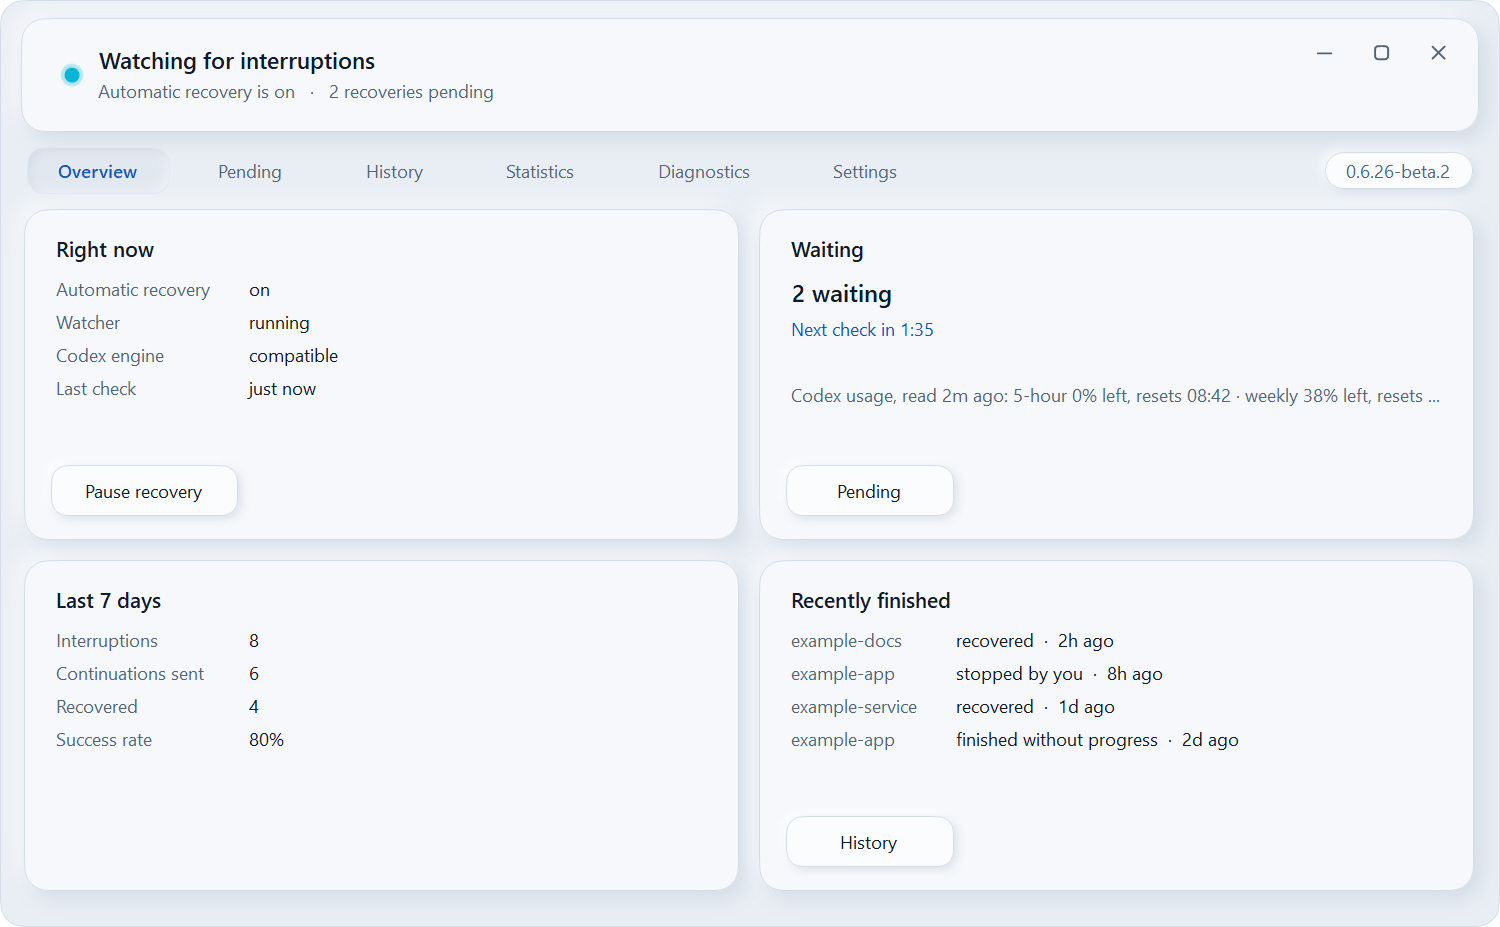 Watching for interruptions
Automatic recovery is on · 2 recoveries pending
Overview Pending History Statistics Diagnostics Settings 0.6.26-beta.2
Right now
Automatic recovery on
Watcher running
Codex engine compatible
Last check just now
Pause recovery
Waiting
2 waiting
Next check in 1:35
Codex usage, read 2m ago: 5-hour 0% left, resets 08:42 · weekly 38% left, resets ...
Pending
Last 7 days
Interruptions 8
Continuations sent 6
Recovered 4
Success rate 80%
Recently finished
example-docs recovered · 2h ago
example-app stopped by you · 8h ago
example-service recovered · 1d ago
example-app finished without progress · 2d ago
History